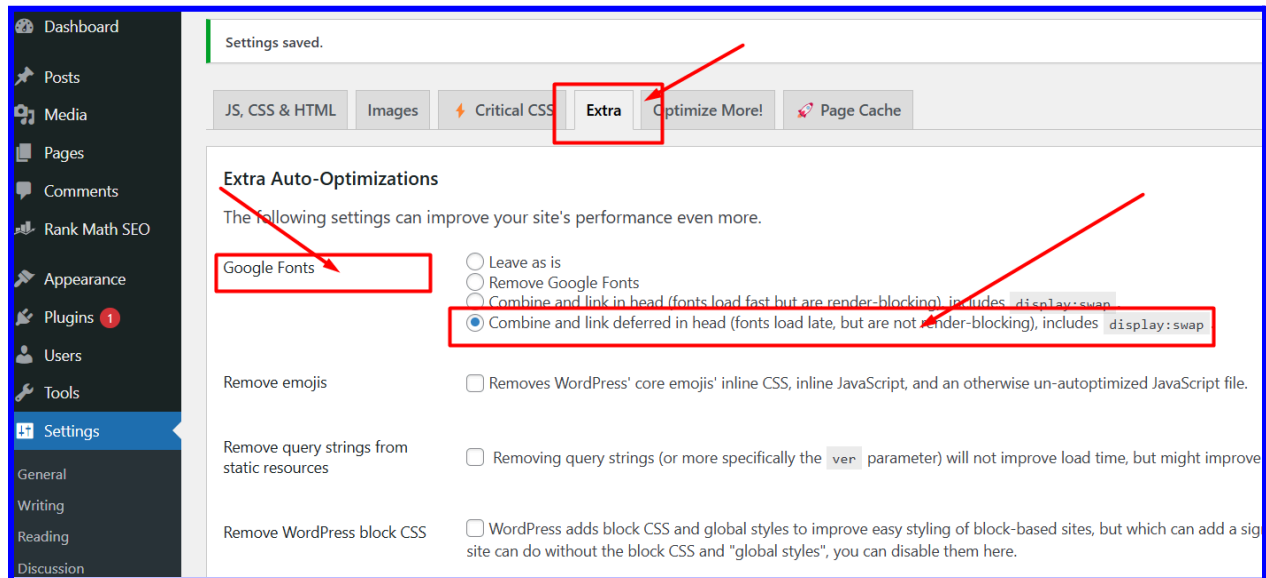 Dashboard
Posts
Media
Pages
Comments
Rank Math SEO
Appearance
Plugins 1
Users
Tools
Settings
General
Writing
Reading
Discussion
Settings saved.
JS, CSS & HTML Images Critical CSS Extra Optimize More! Page Cache
Extra Auto-Optimizations
The following settings can improve your site's performance even more.
Google Fonts
Leave as is
Remove Google Fonts
Combine and link in head (fonts load fast but are render-blocking), includes display:swap.
Combine and link deferred in head (fonts load late, but are not render-blocking), includes display:swap.
Remove emojis
Removes WordPress' core emojis' inline CSS, inline JavaScript, and an otherwise un-autoptimized JavaScript file.
Remove query strings from
static resources
Removing query strings (or more specifically the ver parameter) will not improve load time, but might improve
Remove WordPress block CSS
WordPress adds block CSS and global styles to improve easy styling of block-based sites, but which can add a sig
site can do without the block CSS and "global styles", you can disable them here.